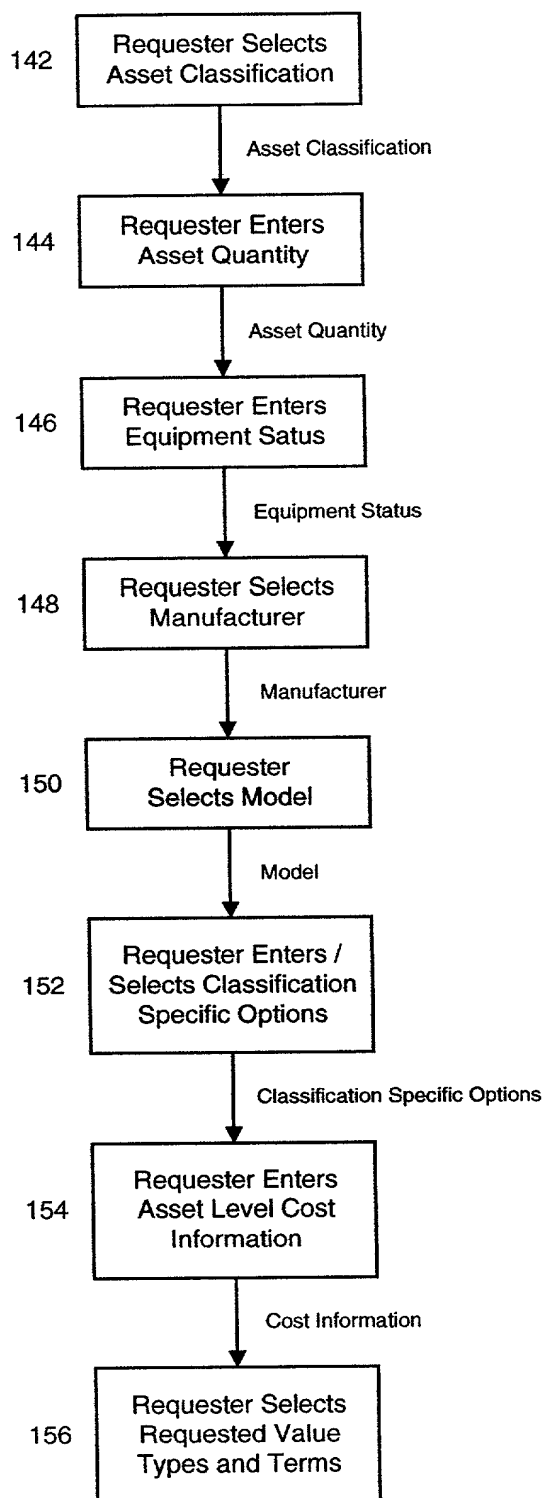 142
Requester Selects
Asset Classification
Asset Classification
144
Requester Enters
Asset Quantity
Asset Quantity
146
Requester Enters
Equipment Satus
Equipment Status
148
Requester Selects
Manufacturer
Manufacturer
150
Requester
Selects Model
Model
152
Requester Enters /
Selects Classification
Specific Options
Classification Specific Options
154
Requester Enters
Asset Level Cost
Information
Cost Information
156
Requester Selects
Requested Value
Types and Terms